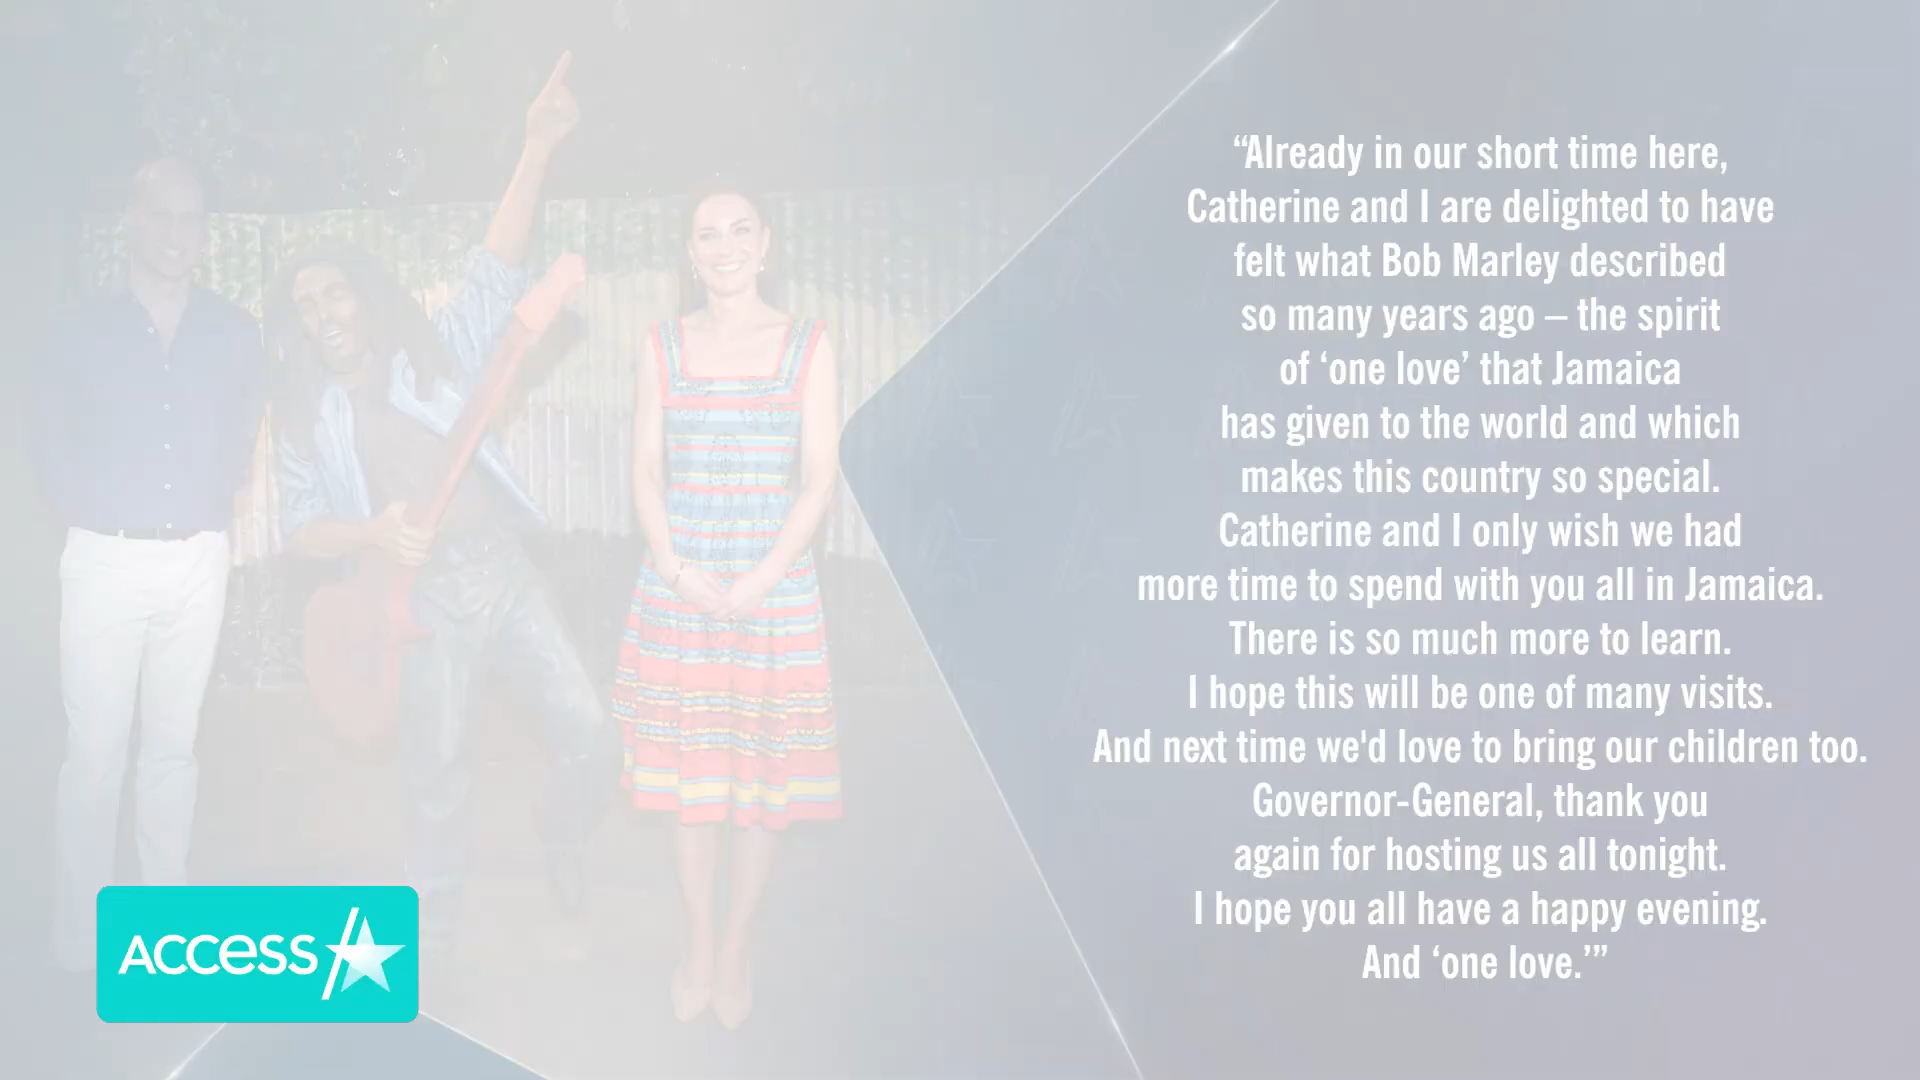 “Already in our short time here,
Catherine and I are delighted to have
felt what Bob Marley described
so many years ago – the spirit
of ‘one love’ that Jamaica
has given to the world and which
makes this country so special.
Catherine and I only wish we had
more time to spend with you all in Jamaica.
There is so much more to learn.
I hope this will be one of many visits.
And next time we'd love to bring our children too.
Governor-General, thank you
again for hosting us all tonight.
I hope you all have a happy evening.
And ‘one love.’”
ACCESS